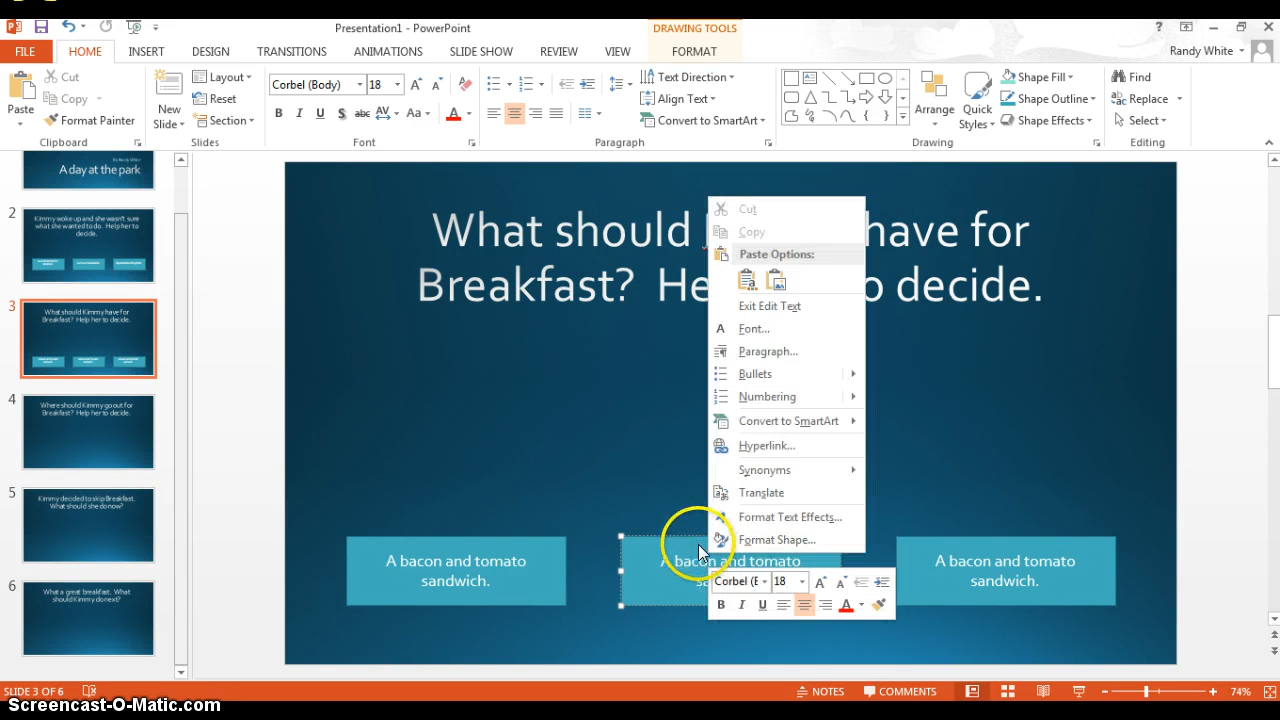 Presentation1 - PowerPoint
DRAWING TOOLS
?
FILE HOME INSERT DESIGN TRANSITIONS ANIMATIONS SLIDE SHOW REVIEW VIEW FORMAT
Randy White
Paste
Cut
Copy
Format Painter
Clipboard
New Slide
Layout
Reset
Section
Slides
Corbel (Body) 18
B I U S abc AV Aa A
Font
Text Direction
Align Text
Convert to SmartArt
Paragraph
Arrange
Quick Styles
Shape Fill
Shape Outline
Shape Effects
Drawing
Find
Replace
Select
Editing
By Randy White
A day at the park
2
Kimmy woke up and she wasn't sure
what she wanted to do. Help her to
decide.
3
What should Kimmy have for
Breakfast? Help her to decide.
4
Where should Kimmy go out for
Breakfast? Help her to decide.
5
Kimmy decided to skip Breakfast.
What should she do now?
6
What a great breakfast. What
should Kimmy do next?
What should have for
Breakfast? He o decide.
Cut
Copy
Paste Options:
Exit Edit Text
Font...
Paragraph...
Bullets
Numbering
Convert to SmartArt
Hyperlink...
Synonyms
Translate
Format Text Effects...
Format Shape...
A bacon and tomato
sandwich.
A bacon and tomato
sa
A bacon and tomato
sandwich.
Corbel (E 18
B I U A
SLIDE 3 OF 6
NOTES
COMMENTS
74%
Screencast-O-Matic.com